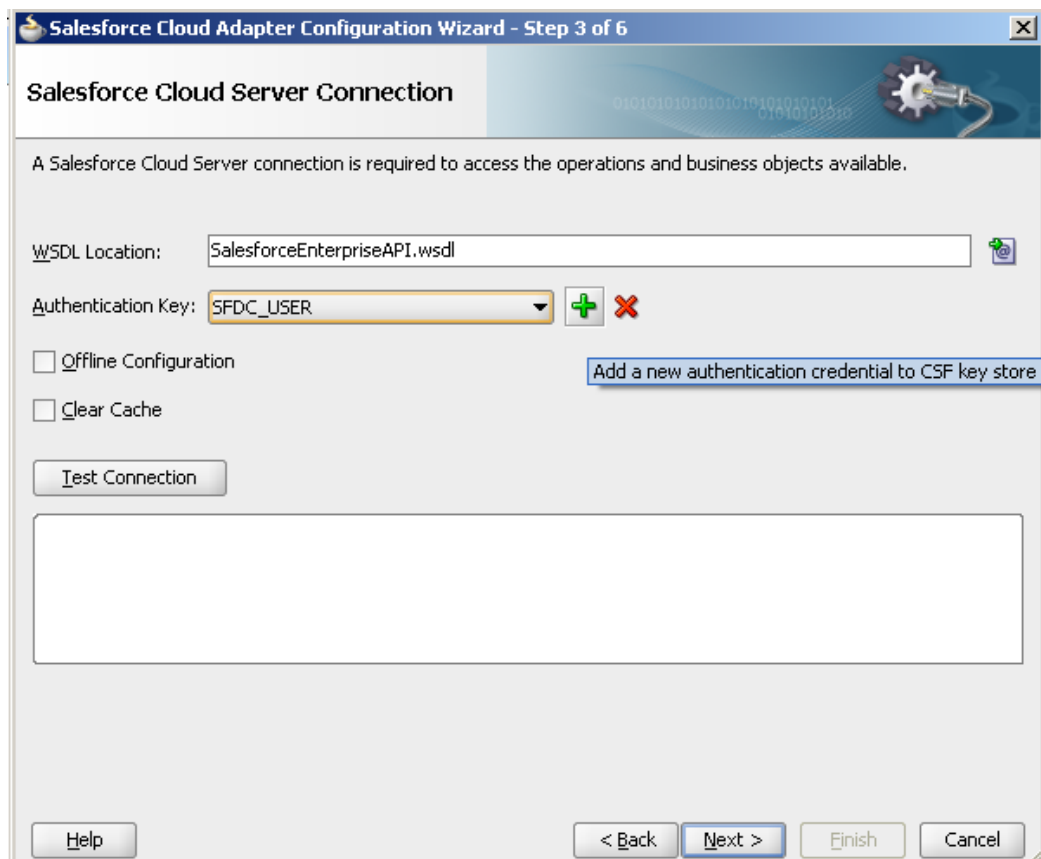 Salesforce Cloud Adapter Configuration Wizard - Step 3 of 6
Salesforce Cloud Server Connection
01010101010101010101010101
01010101010
A Salesforce Cloud Server connection is required to access the operations and business objects available.
WSDL Location: SalesforceEnterpriseAPI.wsdl
Authentication Key: SFDC_USER
Offline Configuration
Add a new authentication credential to CSF key store
Clear Cache
Test Connection
Help < Back Next > Finish Cancel